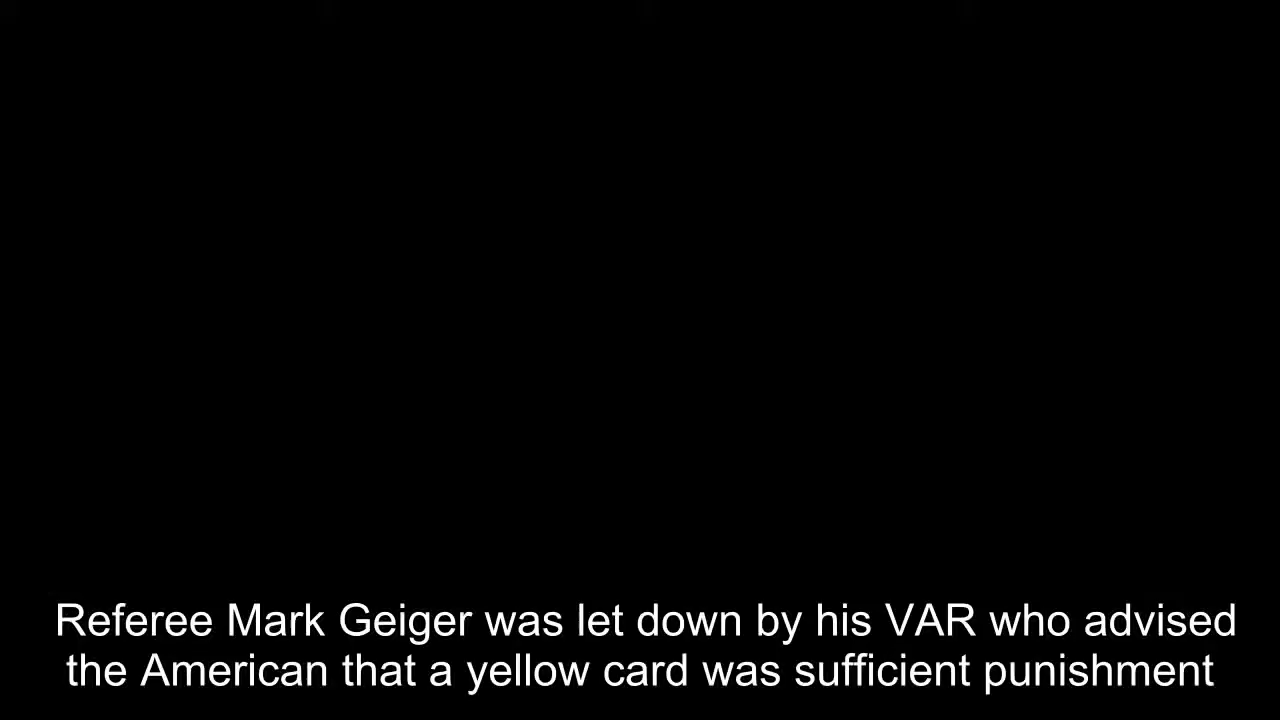 Referee Mark Geiger was let down by his VAR who advised
the American that a yellow card was sufficient punishment